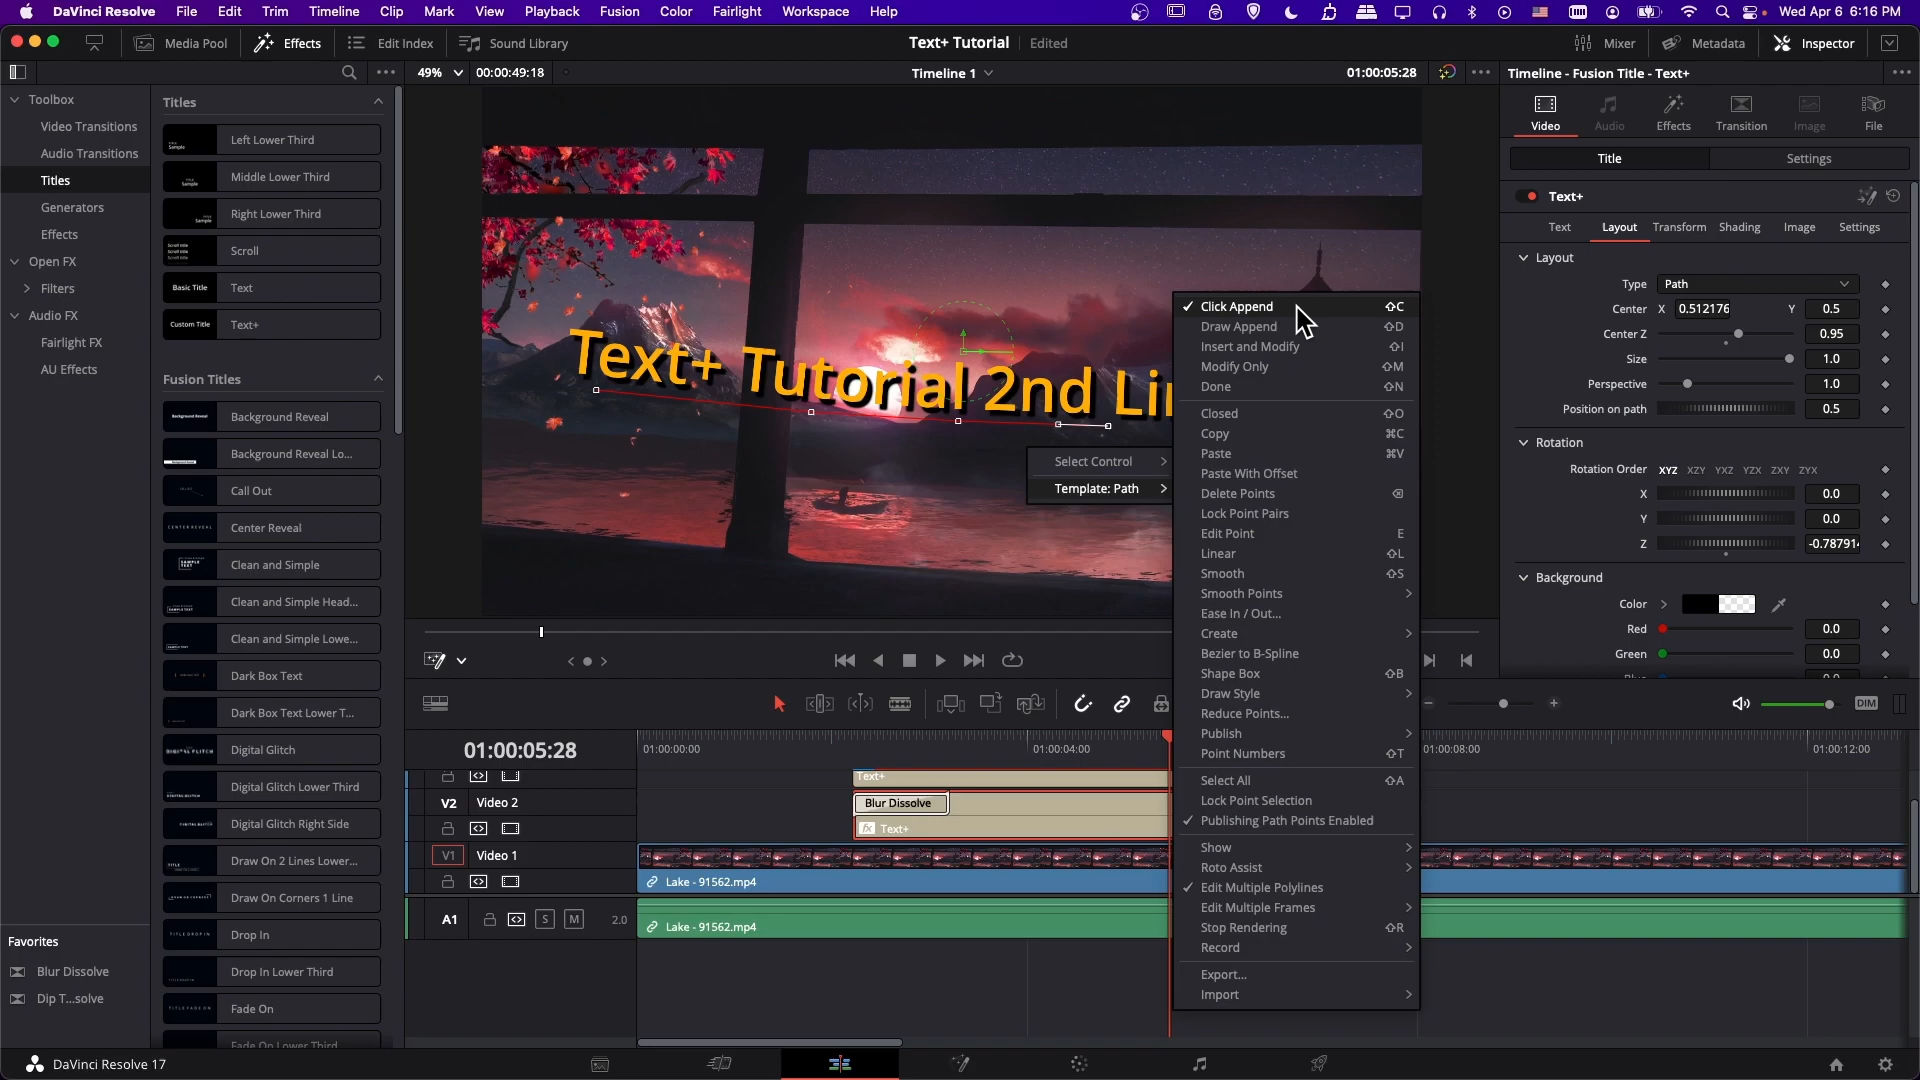 DaVinci Resolve File Edit Trim Timeline Clip Mark View Playback Fusion Color Fairlight Workspace Help Wed Apr 6 6:16 PM
Media Pool Effects Edit Index Sound Library Text+ Tutorial Edited Mixer Metadata Inspector
49% 00:00:49:18 Timeline 1 01:00:05:28 Timeline - Fusion Title - Text+
Toolbox
Video Transitions
Audio Transitions
Titles
Generators
Effects
Open FX
Filters
Audio FX
Fairlight FX
AU Effects
Favorites
Blur Dissolve
Dip T...solve
Titles
Left Lower Third
Middle Lower Third
Right Lower Third
Scroll
Basic Title Text
Custom Title Text+
Fusion Titles
Background Reveal
Background Reveal Lo...
Call Out
Center Reveal
Clean and Simple
Clean and Simple Head...
Clean and Simple Lowe...
Dark Box Text
Dark Box Text Lower T...
Digital Glitch
Digital Glitch Lower Third
Digital Glitch Right Side
Draw On 2 Lines Lower...
Draw On Corners 1 Line
Drop In
Drop In Lower Third
Fade On
Fade On Lower Third
Text+ Tutorial 2nd Li
Select Control
Template: Path
Click Append ⇧C
Draw Append ⇧D
Insert and Modify ⇧I
Modify Only ⇧M
Done ⇧N
Closed ⇧O
Copy ⌘C
Paste ⌘V
Paste With Offset
Delete Points ⌫
Lock Point Pairs
Edit Point E
Linear ⇧L
Smooth ⇧S
Smooth Points
Ease In / Out...
Create
Bezier to B-Spline
Shape Box ⇧B
Draw Style
Reduce Points...
Publish
Point Numbers ⇧T
Select All ⇧A
Lock Point Selection
Publishing Path Points Enabled
Show
Roto Assist
Edit Multiple Polylines
Edit Multiple Frames
Stop Rendering ⇧R
Record
Export...
Import
Video Audio Effects Transition Image File
Title Settings
Text+
Text Layout Transform Shading Image Settings
Layout
Type Path
Center X 0.512176 Y 0.5
Center Z 0.95
Size 1.0
Perspective 1.0
Position on path 0.5
Rotation
Rotation Order XYZ XZY YXZ YZX ZXY ZYX
X 0.0
Y 0.0
Z -0.78791
Background
Color
Red 0.0
Green 0.0
DIM
01:00:05:28 01:00:00:00 01:00:04:00 01:00:08:00 01:00:12:00
Text+
V2 Video 2 Blur Dissolve
fx Text+
V1 Video 1
Lake - 91562.mp4
A1 S M 2.0
Lake - 91562.mp4
DaVinci Resolve 17